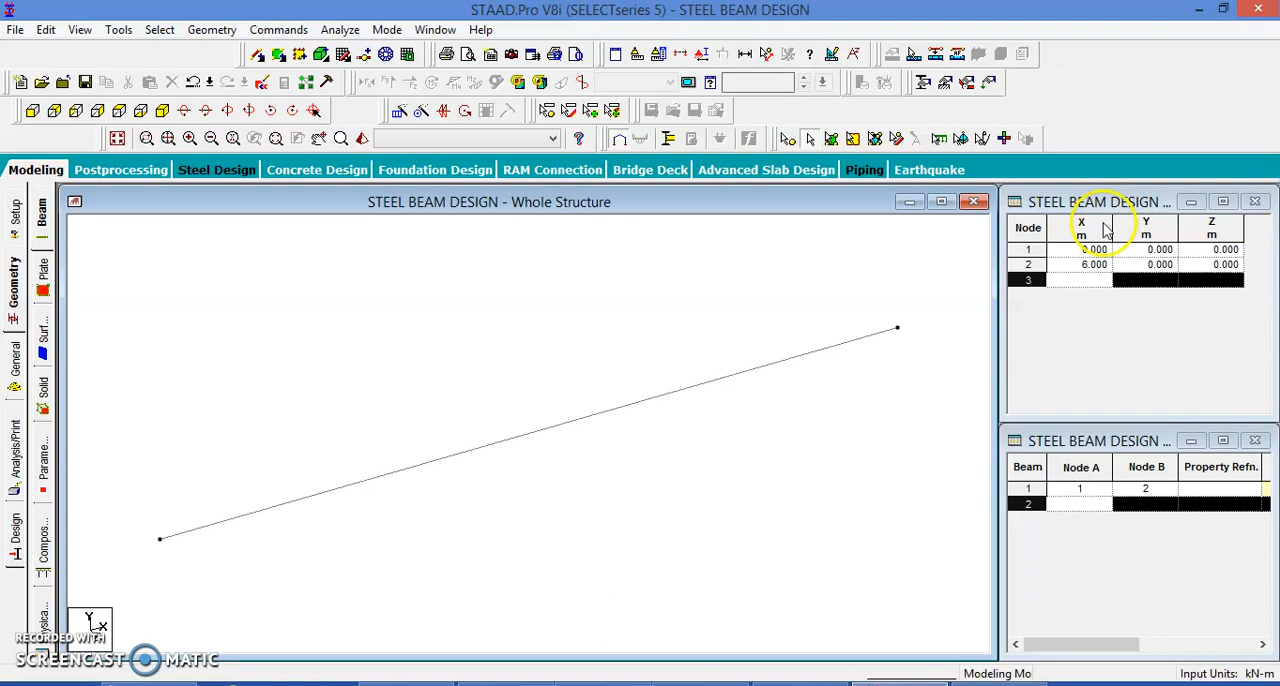 STAAD.Pro V8i (SELECTseries 5) - STEEL BEAM DESIGN
File Edit View Tools Select Geometry Commands Analyze Mode Window Help
Modeling Postprocessing Steel Design Concrete Design Foundation Design RAM Connection Bridge Deck Advanced Slab Design Piping Earthquake
Setup
Geometry
General
Analysis/Print
Design
Beam
Plate
Surf...
Solid
Parame...
Compos...
STEEL BEAM DESIGN - Whole Structure
Y
X
STEEL BEAM DESIGN ...
Node X m Y m Z m
1 0.000 0.000 0.000
2 6.000 0.000 0.000
3
STEEL BEAM DESIGN ...
Beam Node A Node B Property Refn.
1 1 2
2
RECORDED WITH
SCREENCAST MATIC
Modeling Mo Input Units: kN-m